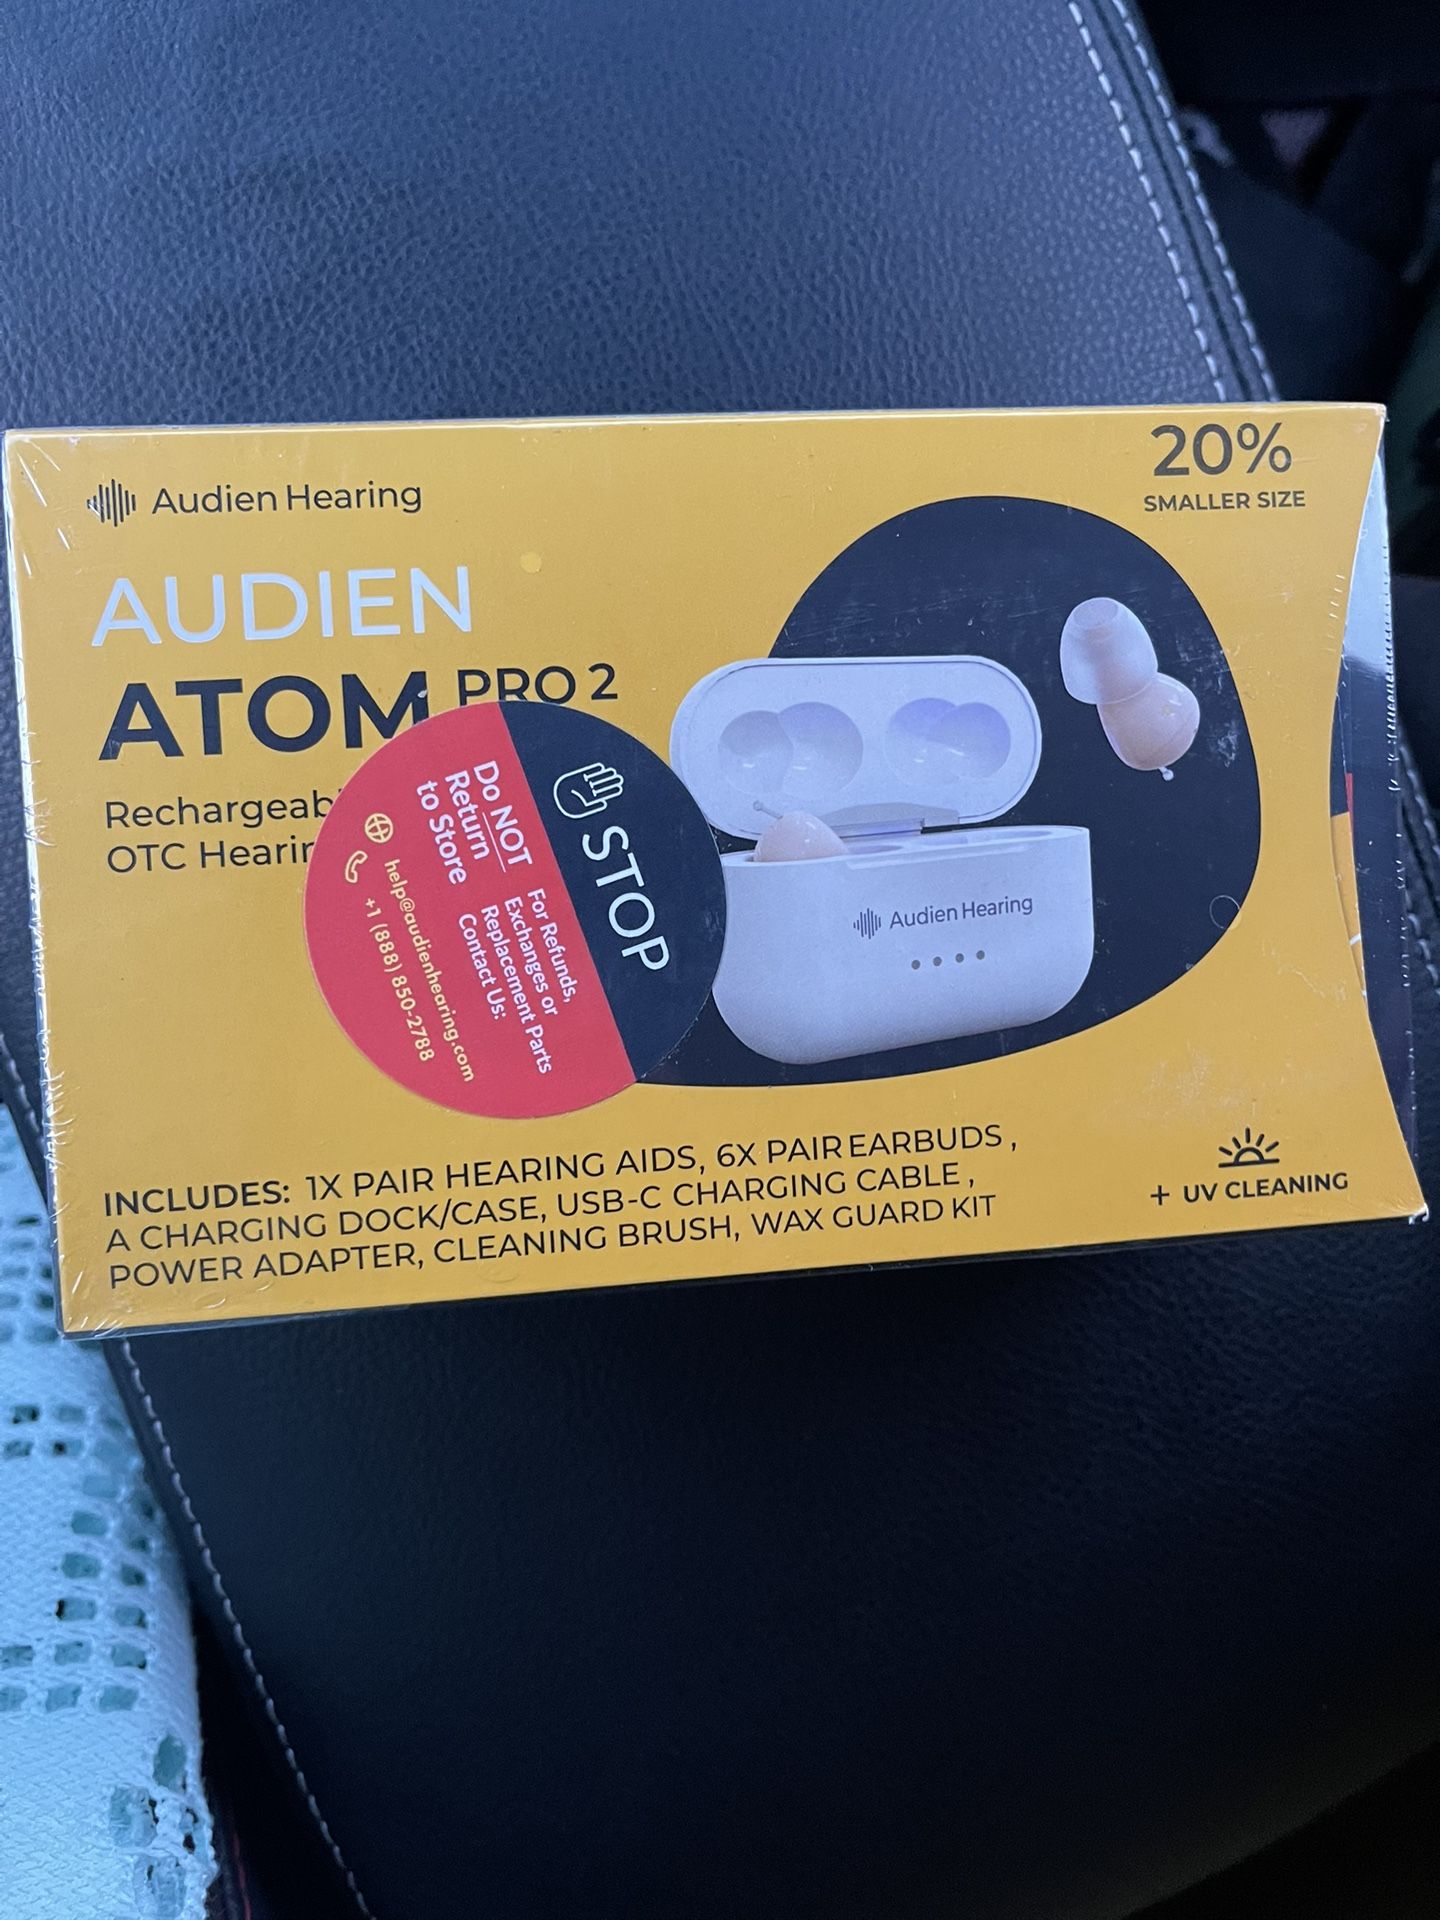 Audien Hearing
20%
SMALLER SIZE
AUDIEN
ATOM PRO 2
Rechargeab
OTC Hearin
STOP
Do NOT
Return
to Store
For Refunds,
Exchanges or
Replacement Parts
Contact Us:
help@audienhearing.com
+1 (888) 850-2788
Audien Hearing
INCLUDES: 1X PAIR HEARING AIDS, 6X PAIR EARBUDS ,
A CHARGING DOCK/CASE, USB-C CHARGING CABLE ,
POWER ADAPTER, CLEANING BRUSH, WAX GUARD KIT
+ UV CLEANING